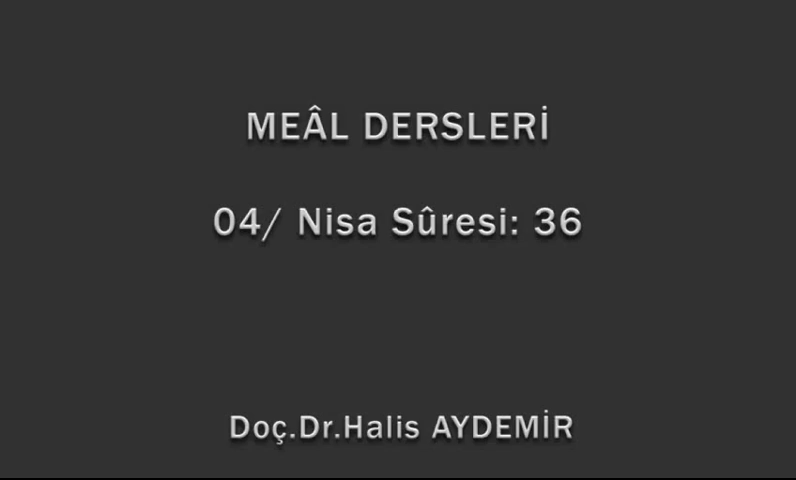 MEÂL DERSLERİ
04/ Nisa Sûresi: 36
Doç.Dr.Halis AYDEMİR